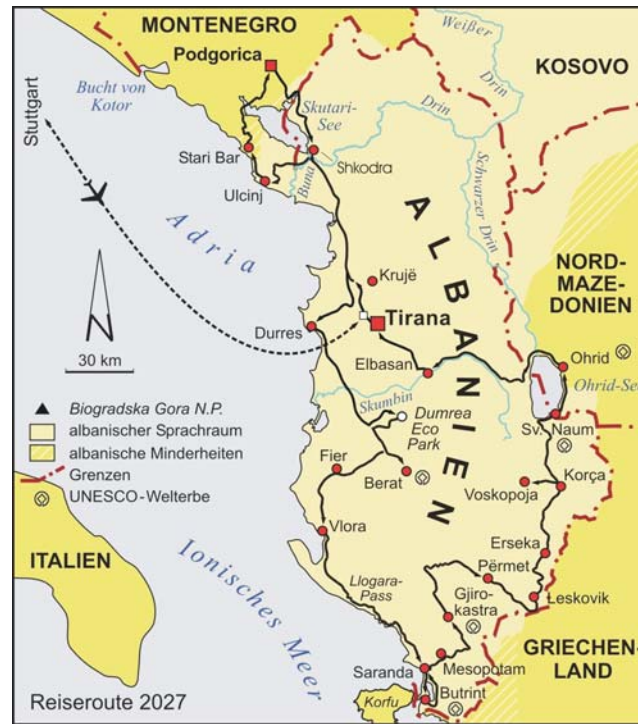 MONTENEGRO
Podgorica
Weißer
Drin
KOSOVO
Bucht von
Kotor
Skutari-
See
Drin
Stuttgart
Stari Bar
Shkodra
Buna
Ulcinj
Schwarzer Drin
Adria
ALBANIEN
Krujë
NORD-
MAZE-
DONIEN
N
Tirana
Durres
30 km
Elbasan
Ohrid
Ohrid-See
Skumbin
Biogradska Gora N.P.
albanischer Sprachraum
albanische Minderheiten
Grenzen
UNESCO-Welterbe
Dumrea
Eco
Park
Sv. Naum
Fier
Berat
Voskopoja
Korça
Vlora
Erseka
ITALIEN
Ionisches Meer
Llogara-
Pass
Përmet
Gjiro-
kastra
Leskovik
GRIECHEN-
LAND
Saranda
Mesopotam
Reiseroute 2027
Korfu
Butrint